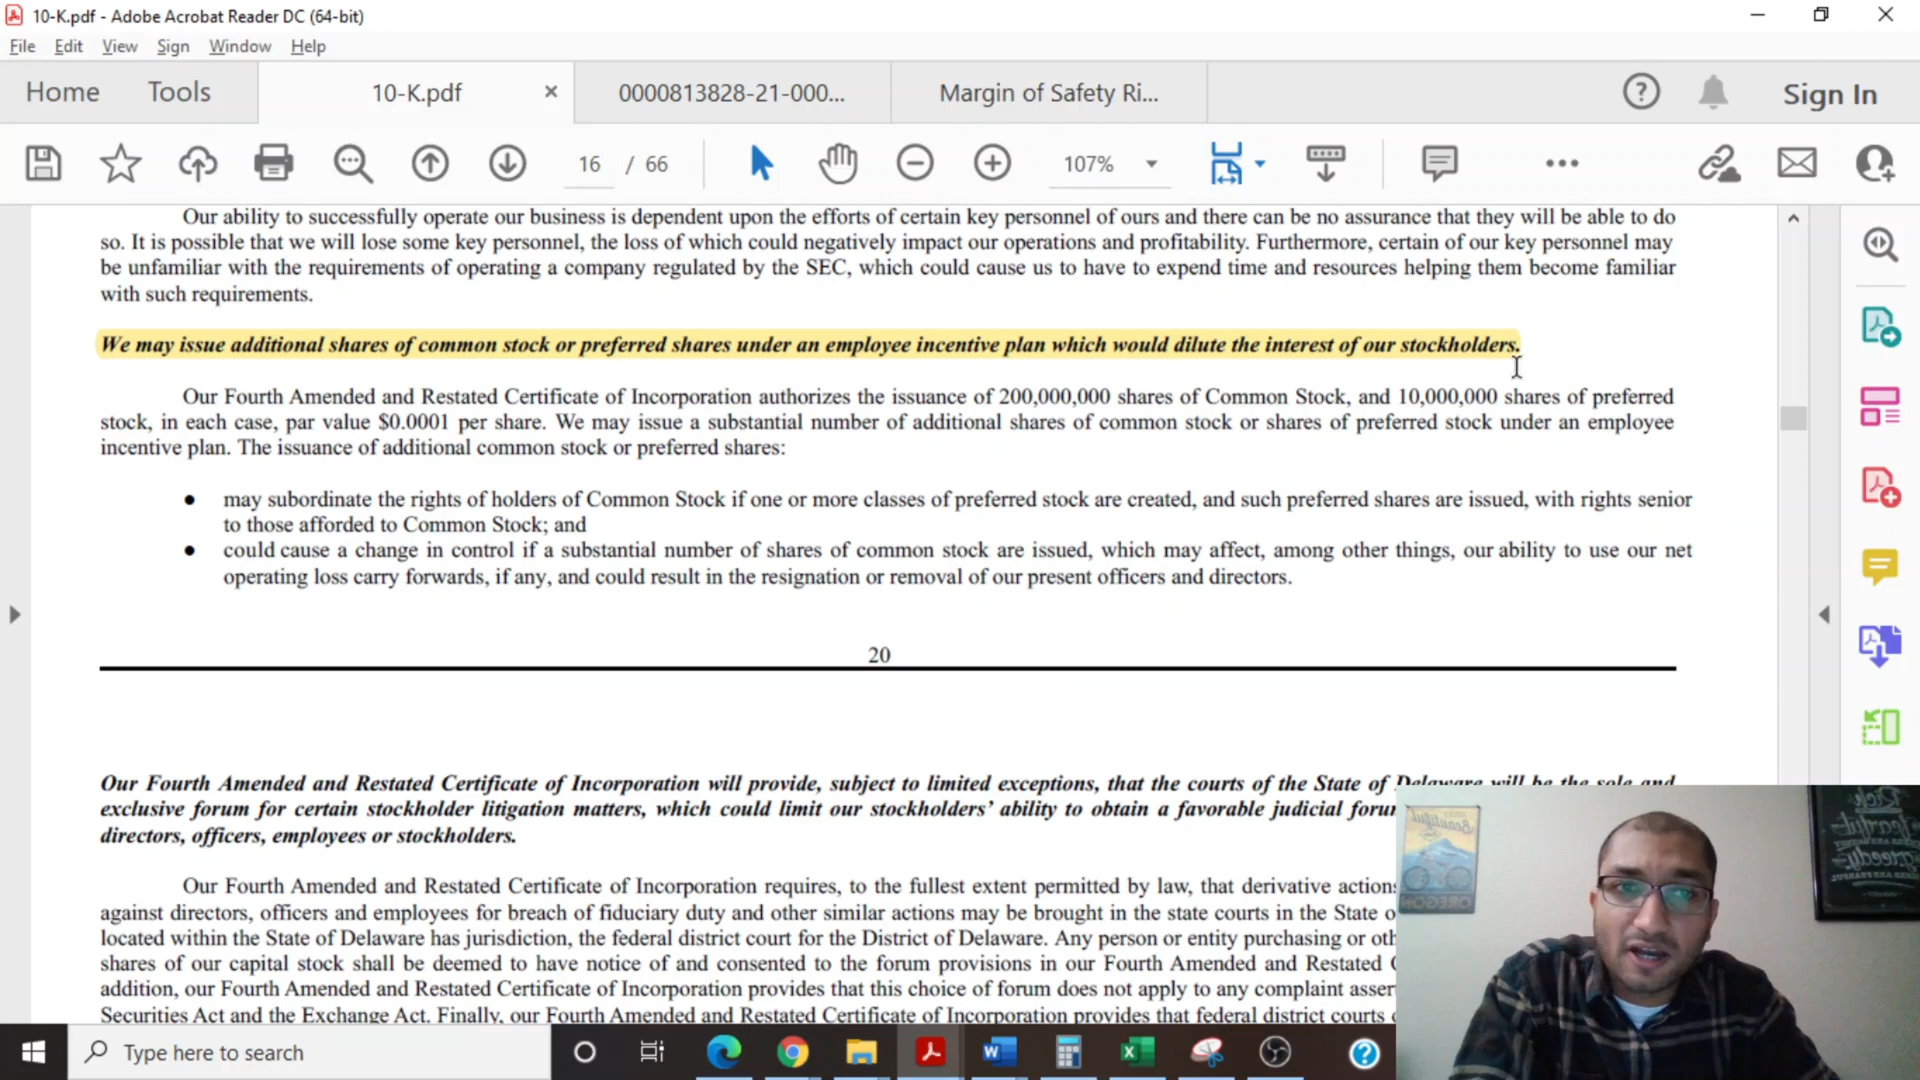 10-K.pdf - Adobe Acrobat Reader DC (64-bit)
File Edit View Sign Window Help
Home Tools 10-K.pdf 0000813828-21-000... Margin of Safety Ri... Sign In
16 / 66 107%
Our ability to successfully operate our business is dependent upon the efforts of certain key personnel of ours and there can be no assurance that they will be able to do
so. It is possible that we will lose some key personnel, the loss of which could negatively impact our operations and profitability. Furthermore, certain of our key personnel may
be unfamiliar with the requirements of operating a company regulated by the SEC, which could cause us to have to expend time and resources helping them become familiar
with such requirements.
We may issue additional shares of common stock or preferred shares under an employee incentive plan which would dilute the interest of our stockholders.
Our Fourth Amended and Restated Certificate of Incorporation authorizes the issuance of 200,000,000 shares of Common Stock, and 10,000,000 shares of preferred
stock, in each case, par value $0.0001 per share. We may issue a substantial number of additional shares of common stock or shares of preferred stock under an employee
incentive plan. The issuance of additional common stock or preferred shares:
● may subordinate the rights of holders of Common Stock if one or more classes of preferred stock are created, and such preferred shares are issued, with rights senior
to those afforded to Common Stock; and
● could cause a change in control if a substantial number of shares of common stock are issued, which may affect, among other things, our ability to use our net
operating loss carry forwards, if any, and could result in the resignation or removal of our present officers and directors.
20
Our Fourth Amended and Restated Certificate of Incorporation will provide, subject to limited exceptions, that the courts of the State of Delaware will be the sole and
exclusive forum for certain stockholder litigation matters, which could limit our stockholders' ability to obtain a favorable judicial forum
directors, officers, employees or stockholders.
Our Fourth Amended and Restated Certificate of Incorporation requires, to the fullest extent permitted by law, that derivative actions
against directors, officers and employees for breach of fiduciary duty and other similar actions may be brought in the state courts in the State o
located within the State of Delaware has jurisdiction, the federal district court for the District of Delaware. Any person or entity purchasing or oth
shares of our capital stock shall be deemed to have notice of and consented to the forum provisions in our Fourth Amended and Restated C
addition, our Fourth Amended and Restated Certificate of Incorporation provides that this choice of forum does not apply to any complaint asser
Securities Act and the Exchange Act. Finally, our Fourth Amended and Restated Certificate of Incorporation provides that federal district courts
Beautiful
OREGON
Type here to search